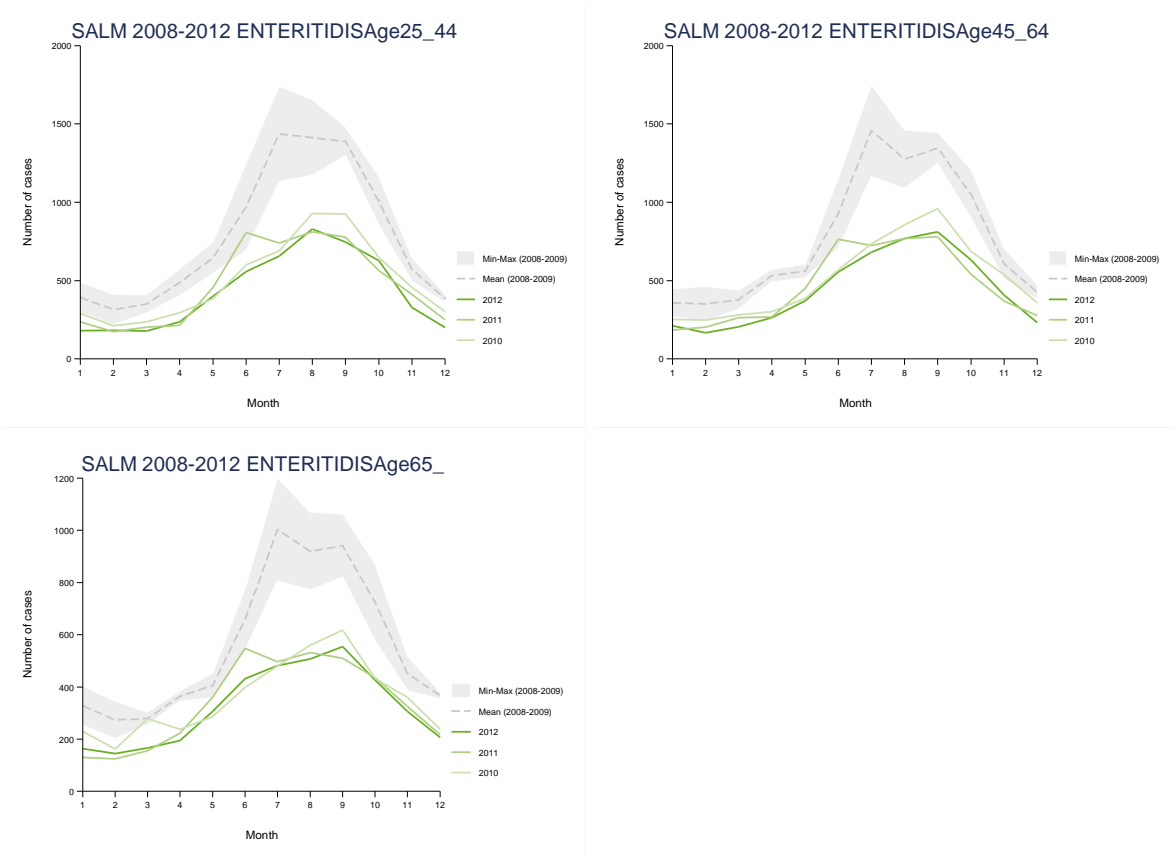 SALM 2008-2012 ENTERITIDISAge25_44
2000
1500
1000
500
0
Number of cases
1 2 3 4 5 6 7 8 9 10 11 12
Month
Min-Max (2008-2009)
Mean (2008-2009)
2012
2011
2010
SALM 2008-2012 ENTERITIDISAge45_64
2000
1500
1000
500
0
Number of cases
1 2 3 4 5 6 7 8 9 10 11 12
Month
Min-Max (2008-2009)
Mean (2008-2009)
2012
2011
2010
SALM 2008-2012 ENTERITIDISAge65_
1200
1000
800
600
400
200
0
Number of cases
1 2 3 4 5 6 7 8 9 10 11 12
Month
Min-Max (2008-2009)
Mean (2008-2009)
2012
2011
2010